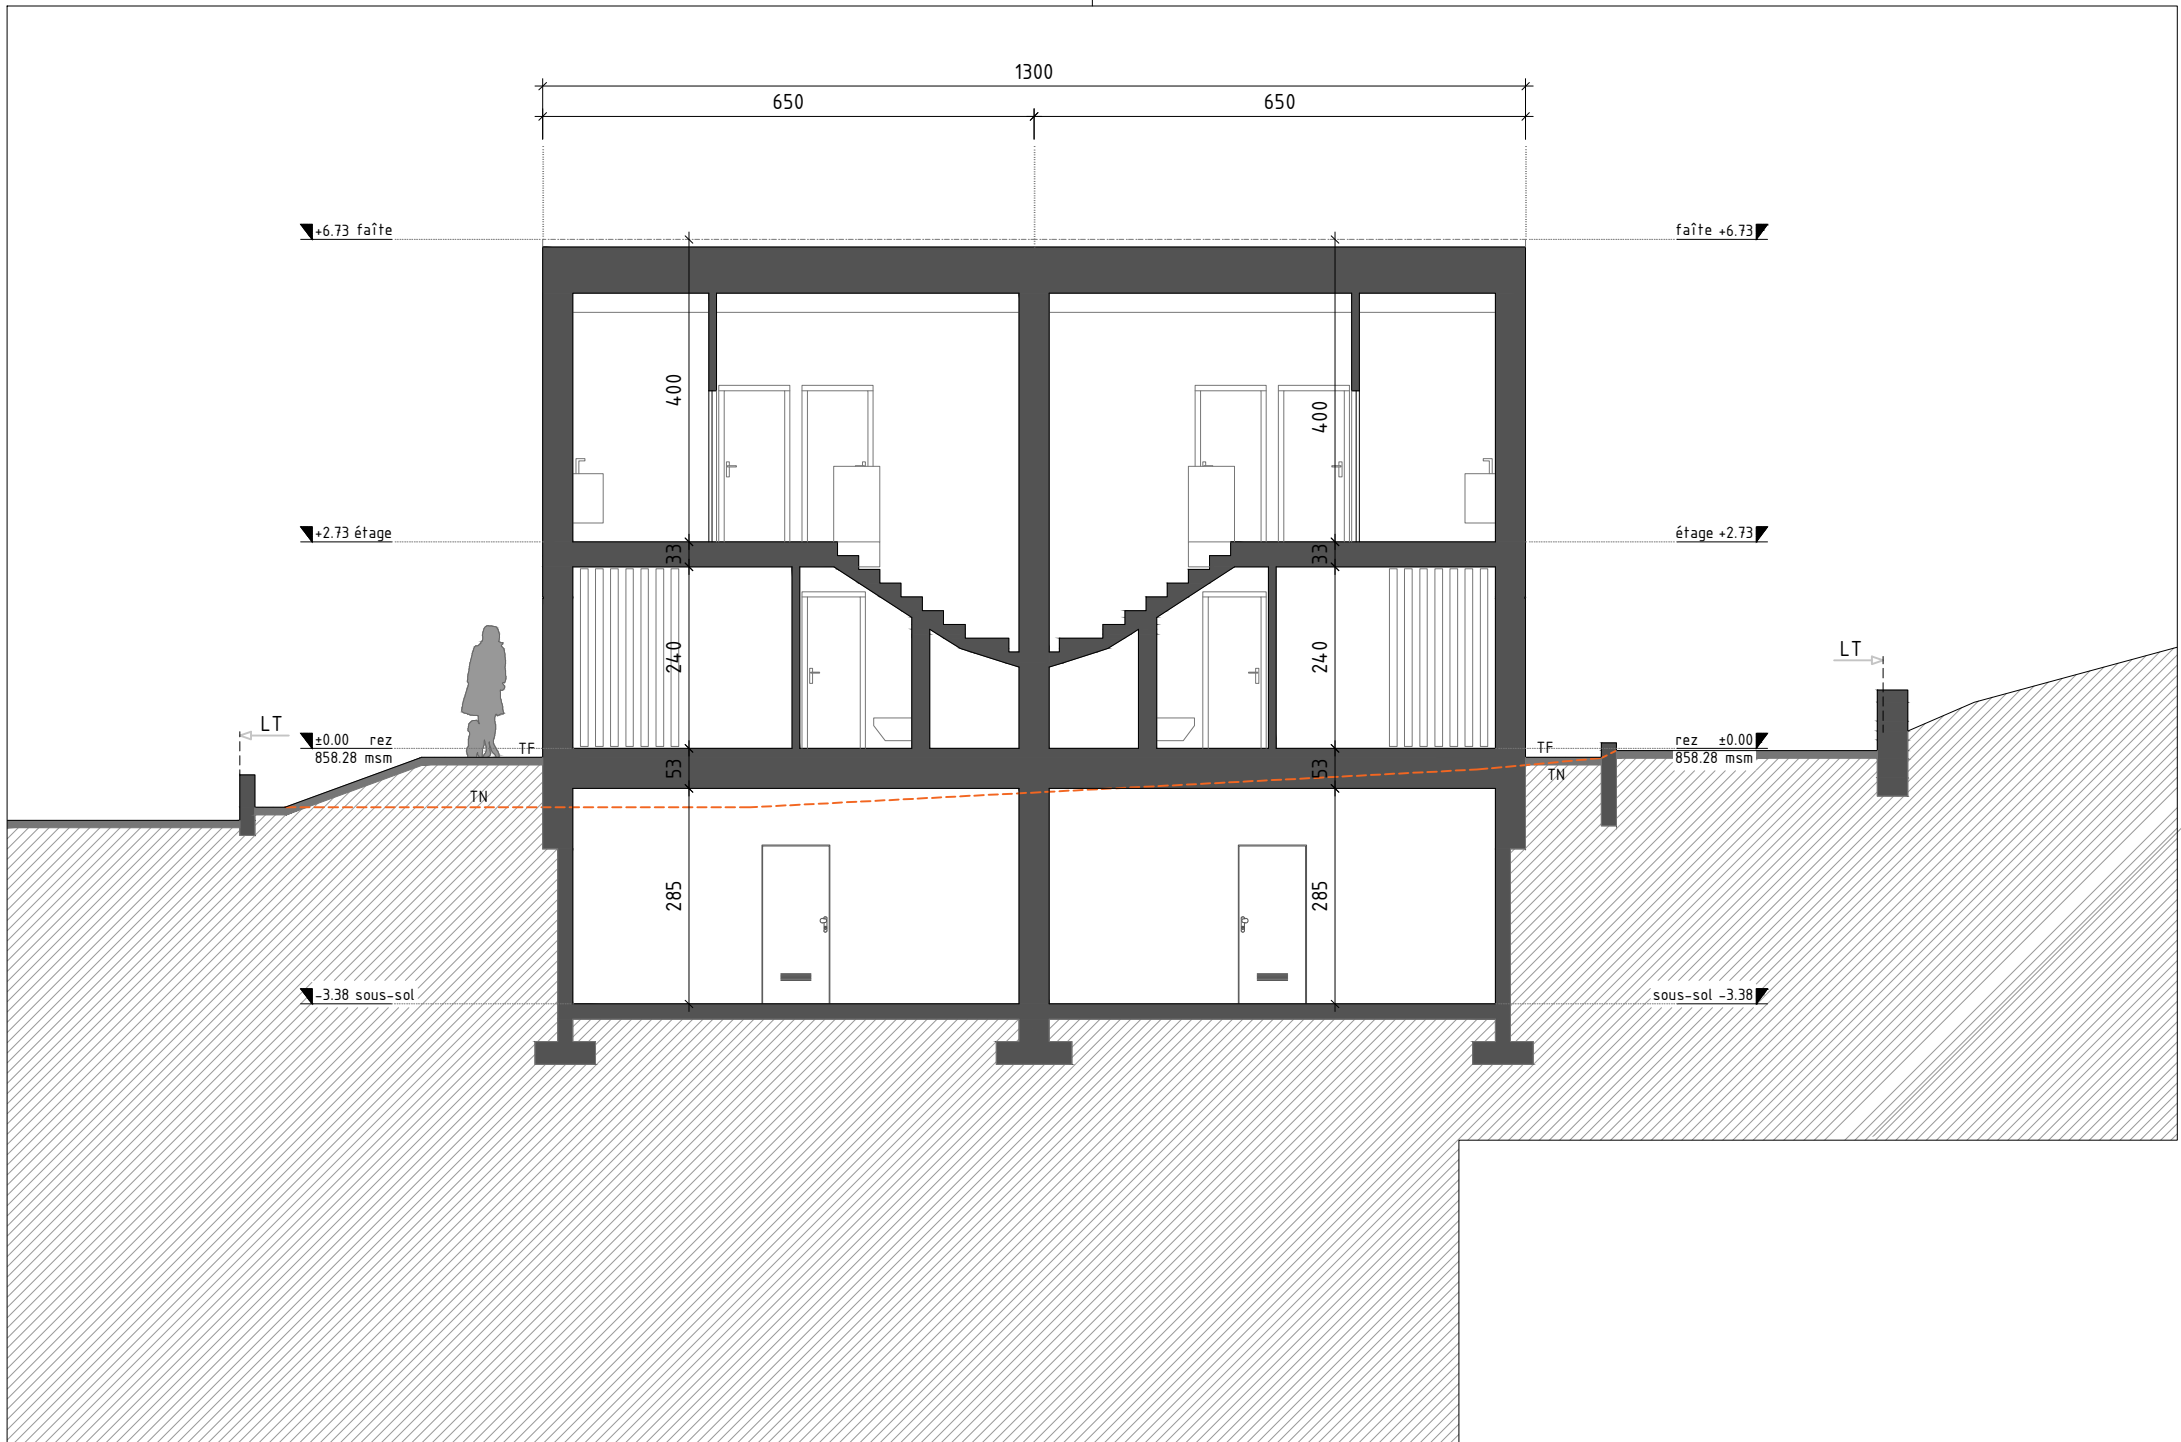 1300
650 650
+6.73 faîte faîte +6.73
400 400
+2.73 étage étage +2.73
33 33
240 240
LT
LT
±0.00 rez rez ±0.00
858.28 msm 858.28 msm
TF TF
TN
TN
53 53
285 285
-3.38 sous-sol sous-sol -3.38